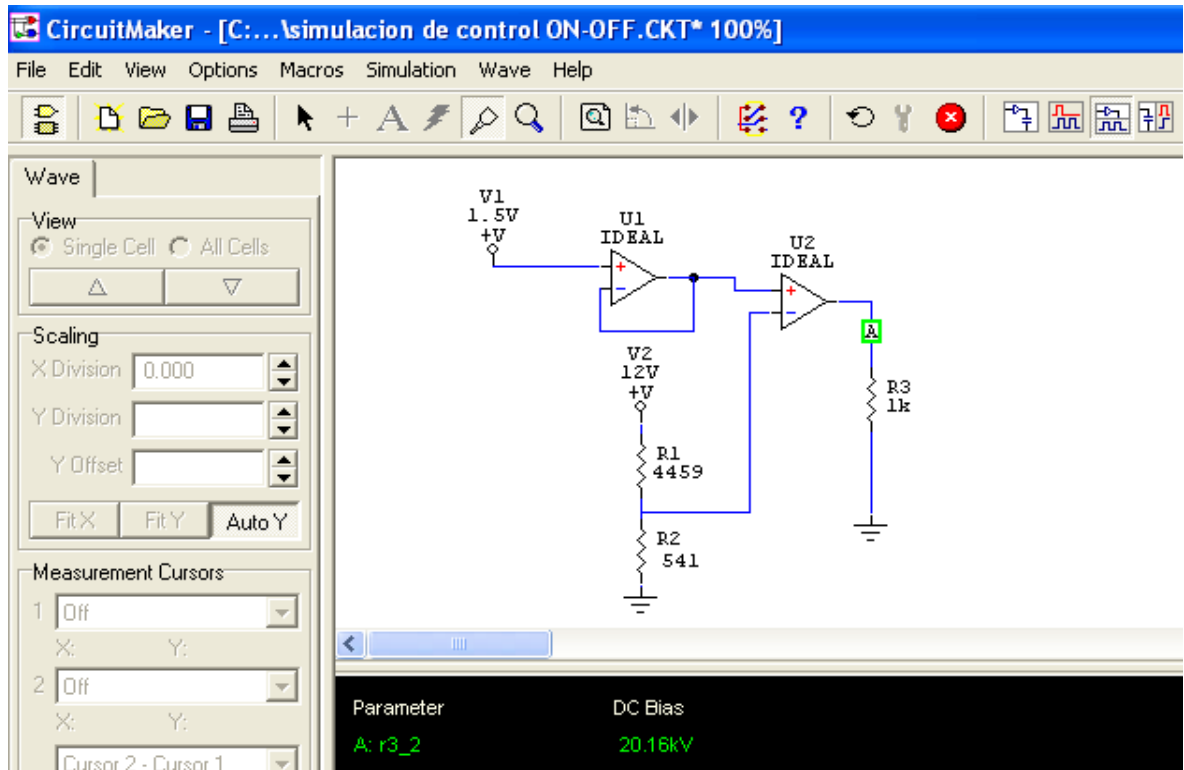 CircuitMaker - [C:...\simulacion de control ON-OFF.CKT* 100%]
File Edit View Options Macros Simulation Wave Help
A ?
Wave
View
Single Cell All Cells
Scaling
X Division 0.000
Y Division
Y Offset
Fit X Fit Y Auto Y
Measurement Cursors
1 Off
X: Y:
2 Off
X: Y:
Cursor 2 - Cursor 1
V1
1.5V
+V
U1
IDEAL
+
-
U2
IDEAL
+
-
A
R3
1k
V2
12V
+V
R1
4459
R2
541
Parameter DC Bias
A: r3_2 20.16kV